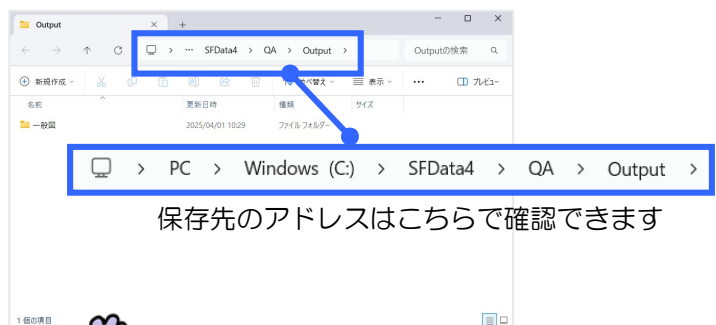 Output
… > SFData4 > QA > Output >
Outputの検索
新規作成 並べ替え 表示 … プレビュー
名前 更新日時 種類 サイズ
一般図 2025/04/01 10:29 ファイル フォルダー
> PC > Windows (C:) > SFData4 > QA > Output >
保存先のアドレスはこちらで確認できます
1 個の項目